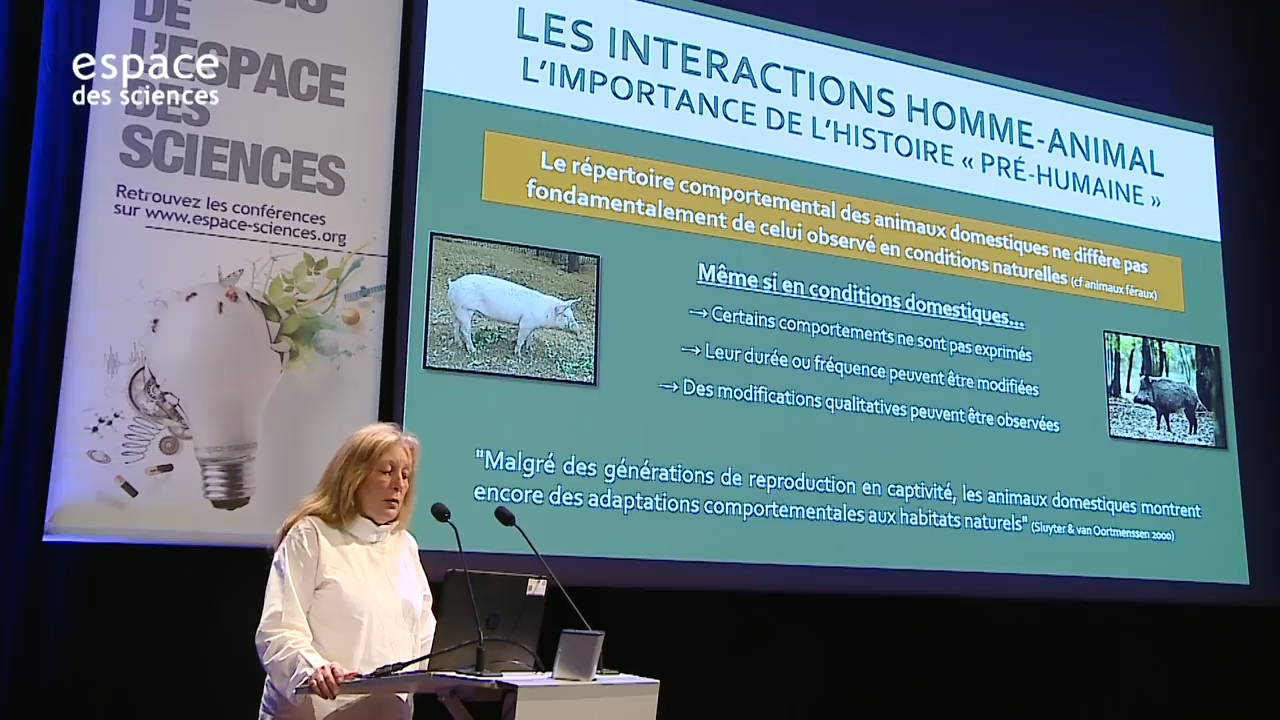 DE
L'ESPACE
DES
SCIENCES
espace
des sciences
Retrouvez les conférences
sur www.espace-sciences.org
LES INTERACTIONS HOMME-ANIMAL
L'IMPORTANCE DE L'HISTOIRE « PRÉ-HUMAINE »
Le répertoire comportemental des animaux domestiques ne diffère pas
fondamentalement de celui observé en conditions naturelles (cf animaux féraux)
Même si en conditions domestiques...
→ Certains comportements ne sont pas exprimés
→ Leur durée ou fréquence peuvent être modifiées
→ Des modifications qualitatives peuvent être observées
"Malgré des générations de reproduction en captivité, les animaux domestiques montrent
encore des adaptations comportementales aux habitats naturels" (Sluyter & van Oortmenssen 2000)